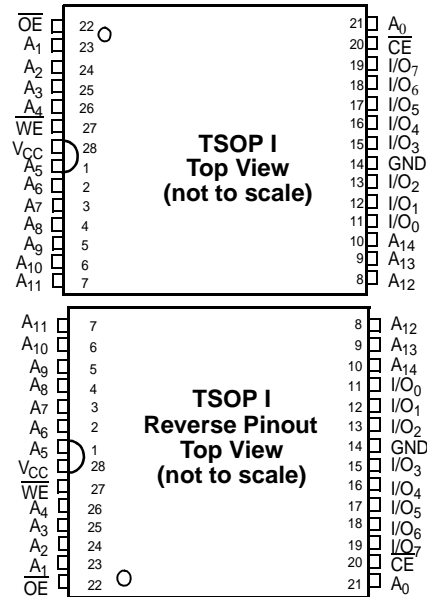 OE 22 21 A0
A1 23 20 CE
A2 24 19 I/O7
A3 25 18 I/O6
A4 26 17 I/O5
WE 27 16 I/O4
VCC 28 15 I/O3
A5 1 14 GND
A6 2 13 I/O2
A7 3 12 I/O1
A8 4 11 I/O0
A9 5 10 A14
A10 6 9 A13
A11 7 8 A12
TSOP I
Top View
(not to scale)
A11 7 8 A12
A10 6 9 A13
A9 5 10 A14
A8 4 11 I/O0
A7 3 12 I/O1
A6 2 13 I/O2
A5 1 14 GND
VCC 28 15 I/O3
WE 27 16 I/O4
A4 26 17 I/O5
A3 25 18 I/O6
A2 24 19 I/O7
A1 23 20 CE
OE 22 21 A0
TSOP I
Reverse Pinout
Top View
(not to scale)